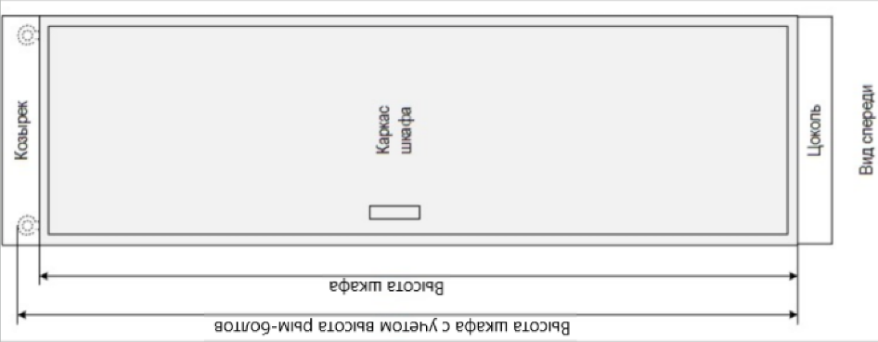 Козырек
Каркас
шкафа
Цоколь
Вид спереди
Высота шкафа
Высота шкафа с учетом высота рым-болтов